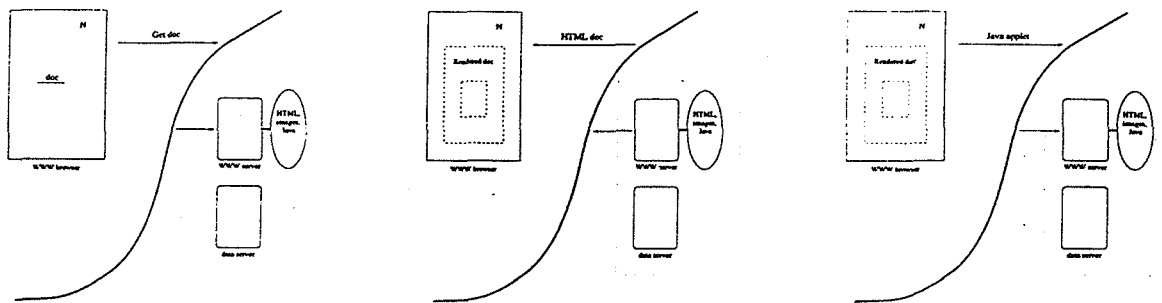 N
Get doc
doc
HTML,
images,
Java
WWW browser
WWW server
data server
N
HTML doc
Rendered doc
HTML,
images,
Java
WWW browser
WWW server
data server
N
Java applet
Rendered doc
HTML,
images,
Java
WWW browser
WWW server
data server